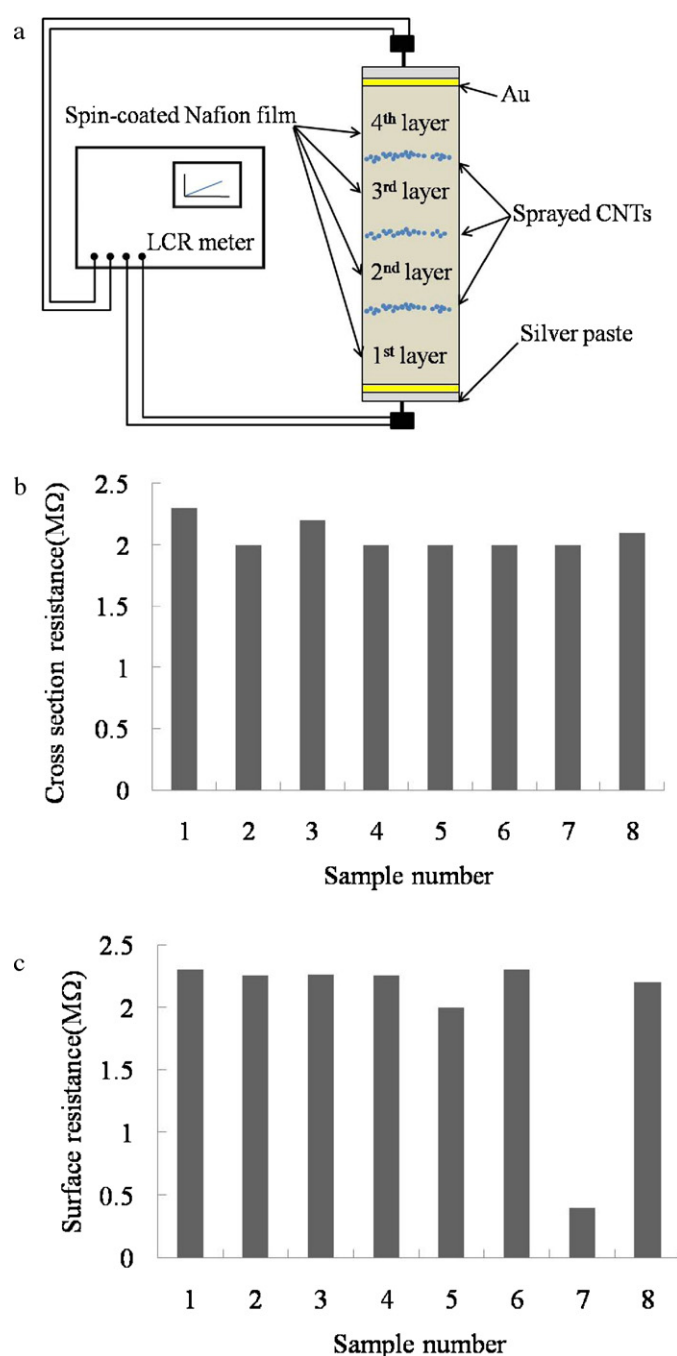 a
Au
Spin-coated Nafion film
4th layer
3rd layer
Sprayed CNTs
LCR meter
2nd layer
1st layer
Silver paste
b
Cross section resistance(MΩ)
2.5
2
1.5
1
0.5
0
1 2 3 4 5 6 7 8
Sample number
c
Surface resistance(MΩ)
2.5
2
1.5
1
0.5
0
1 2 3 4 5 6 7 8
Sample number